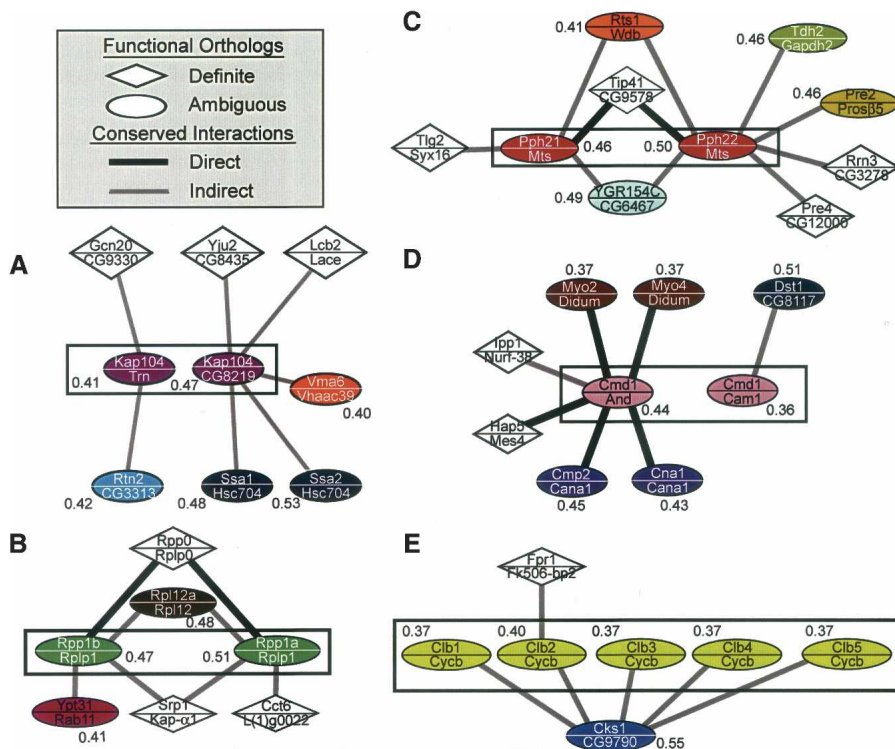 Functional Orthologs
Definite
Ambiguous
Conserved Interactions
Direct
Indirect
A
Gcn20
CG9330
Yju2
CG8435
Lcb2
Lace
Kap104
Trn
0.41
Kap104
CG8219
0.47
Vma6
Vhaac39
0.40
Rtn2
CG3313
0.42
Ssa1
Hsc704
0.48
Ssa2
Hsc704
0.53
B
Rpp0
Rplp0
Rpl12a
Rpl12
0.48
Rpp1b
Rplp1
0.47
0.51
Rpp1a
Rplp1
Ypt31
Rab11
0.41
Srp1
Kap-α1
Cct6
L(1)g0022
C
0.41
Rts1
Wdb
0.46
Tdh2
Gapdh2
Tip41
CG9578
0.46
Pre2
Prosβ5
Tlg2
Syx16
Pph21
Mts
0.46
0.50
Pph22
Mts
Rrn3
CG3278
0.49
YGR154C
CG6467
Pre4
CG12000
D
0.37
Myo2
Didum
0.37
Myo4
Didum
0.51
Dst1
CG8117
Ipp1
Nurf-38
Cmd1
And
0.44
Cmd1
Cam1
0.36
Hap5
Mes4
Cmp2
Cana1
0.45
Cna1
Cana1
0.43
E
Fpr1
Fk506-bp2
0.37
Clb1
Cycb
0.40
Clb2
Cycb
0.37
Clb3
Cycb
0.37
Clb4
Cycb
0.37
Clb5
Cycb
Cks1
CG9790
0.55